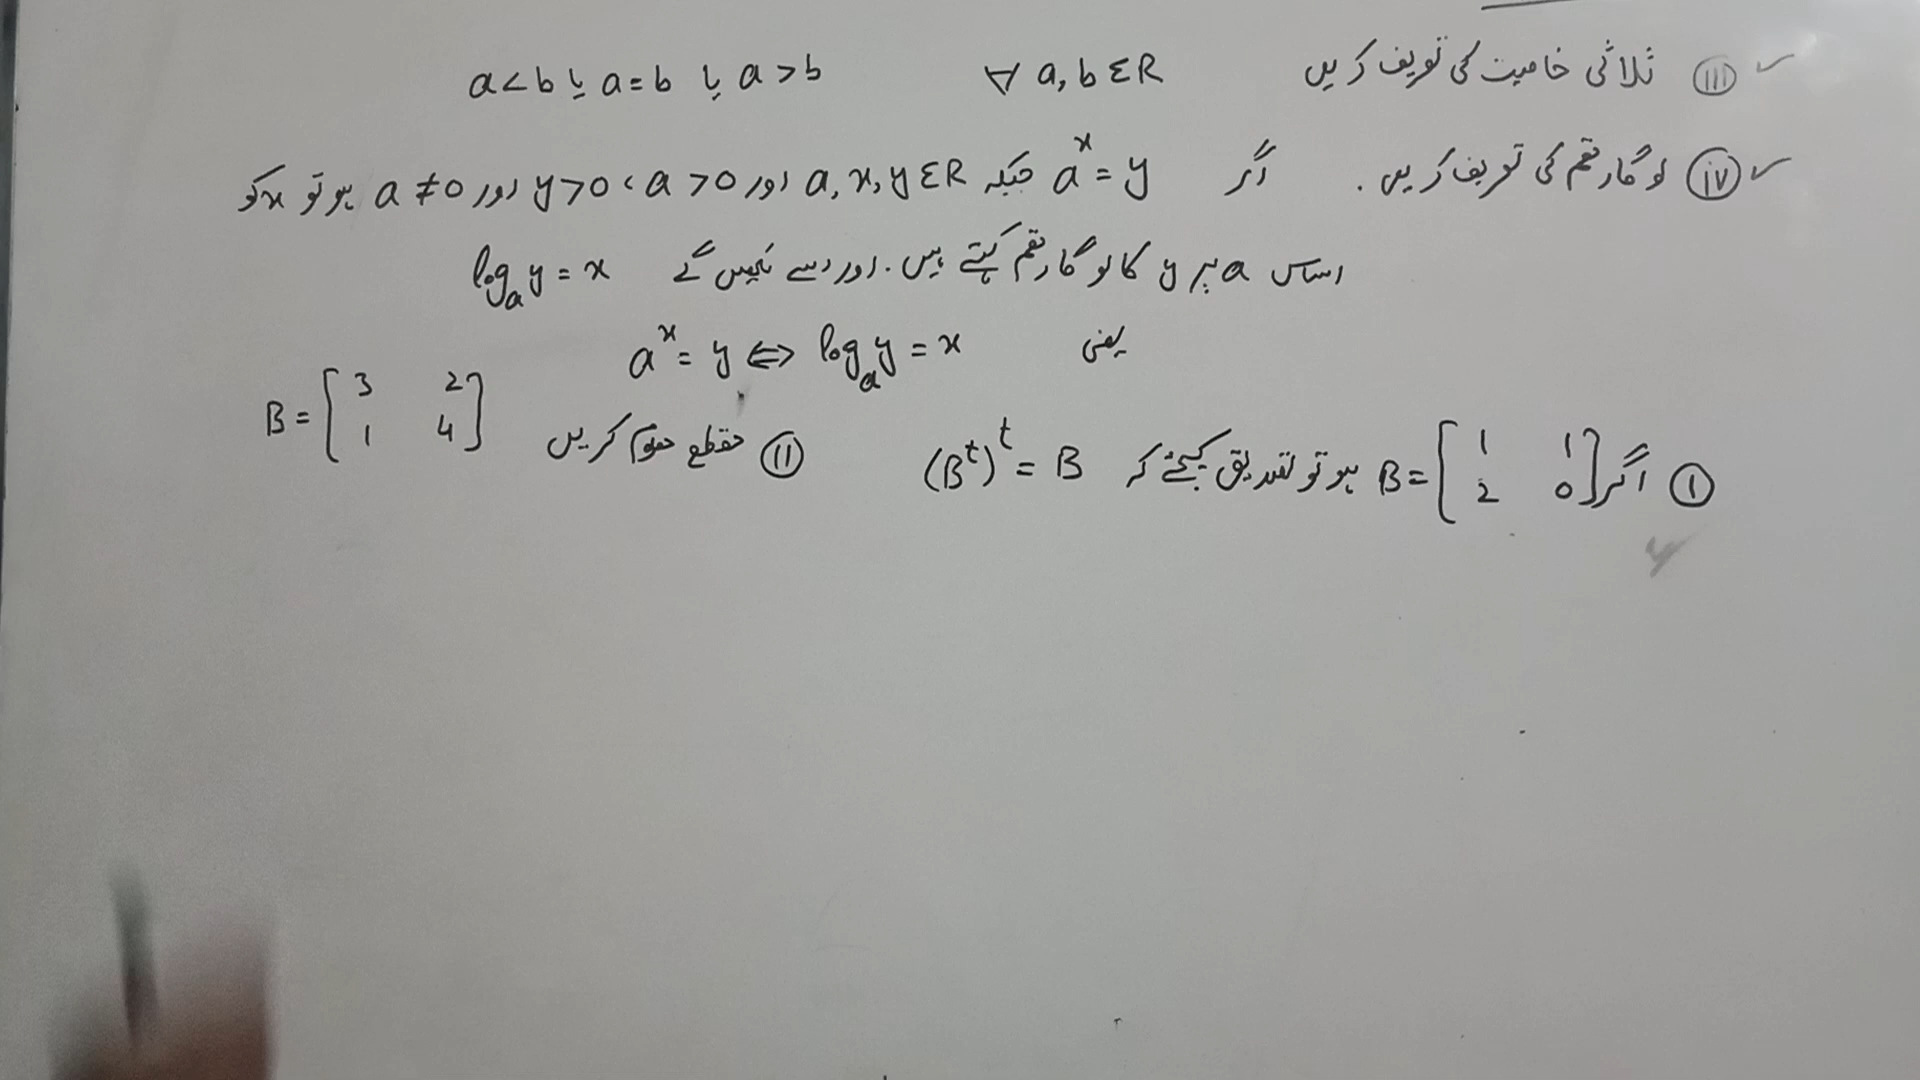 ✓ (iii) ثلاثی خاصیت کی تعریف کریں ∀ a, b ∈ R a > b یا a = b یا a < b
✓ (iv) لوگارتھم کی تعریف کریں . اگر a^x = y جبکہ a, x, y ∈ R اور a > 0 ، y > 0 اور a ≠ 0 ہو تو x کو
اساس a پر y کا لوگارتھم کہتے ہیں . اور اسے لکھیں گے log_a y = x
یعنی a^x = y ⇔ log_a y = x
(i) اگر B = [1 1; 2 0] ہو تو تصدیق کیجئے کہ (B^t)^t = B (ii) مقطع معلوم کریں B = [3 2; 1 4]